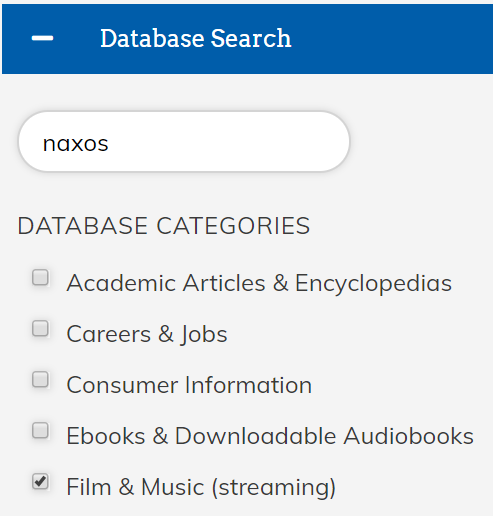 Database Search
naxos
DATABASE CATEGORIES
Academic Articles & Encyclopedias
Careers & Jobs
Consumer Information
Ebooks & Downloadable Audiobooks
Film & Music (streaming)